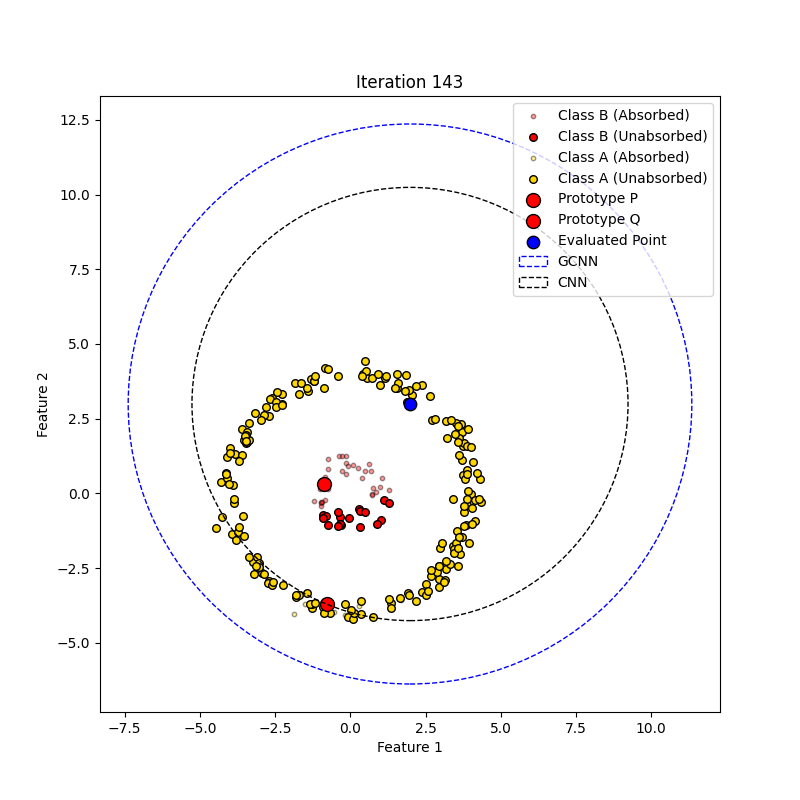 Iteration 143
Class B (Absorbed)
Class B (Unabsorbed)
Class A (Absorbed)
Class A (Unabsorbed)
Prototype P
Prototype Q
Evaluated Point
GCNN
CNN
12.5
10.0
7.5
5.0
2.5
0.0
−2.5
−5.0
Feature 2
−7.5 −5.0 −2.5 0.0 2.5 5.0 7.5 10.0
Feature 1